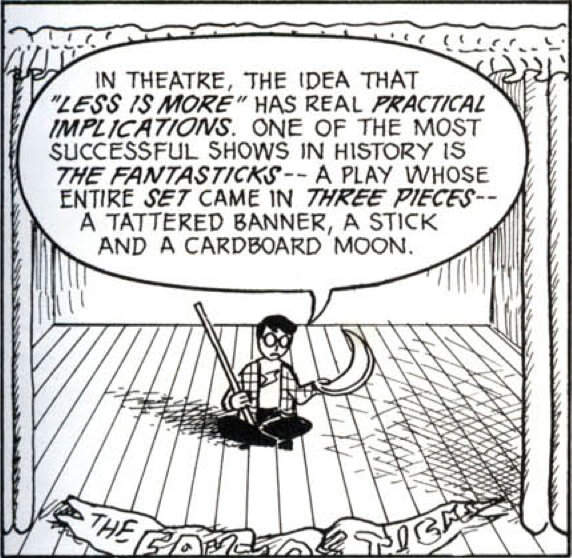 IN THEATRE, THE IDEA THAT
"LESS IS MORE" HAS REAL PRACTICAL
IMPLICATIONS. ONE OF THE MOST
SUCCESSFUL SHOWS IN HISTORY IS
THE FANTASTICKS-- A PLAY WHOSE
ENTIRE SET CAME IN THREE PIECES--
A TATTERED BANNER, A STICK
AND A CARDBOARD MOON.
THE